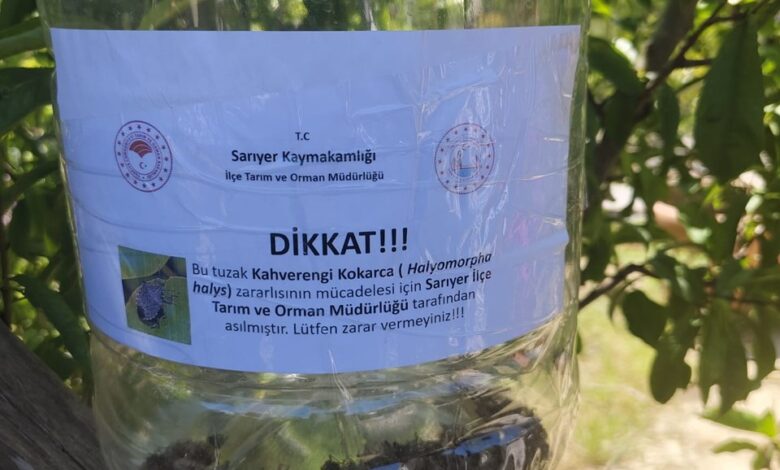 T.C
Sarıyer Kaymakamlığı
İlçe Tarım ve Orman Müdürlüğü
DİKKAT!!!
Bu tuzak Kahverengi Kokarca ( Halyomorpha
halys) zararlısının mücadelesi için Sarıyer İlçe
Tarım ve Orman Müdürlüğü tarafından
asılmıştır. Lütfen zarar vermeyiniz!!!